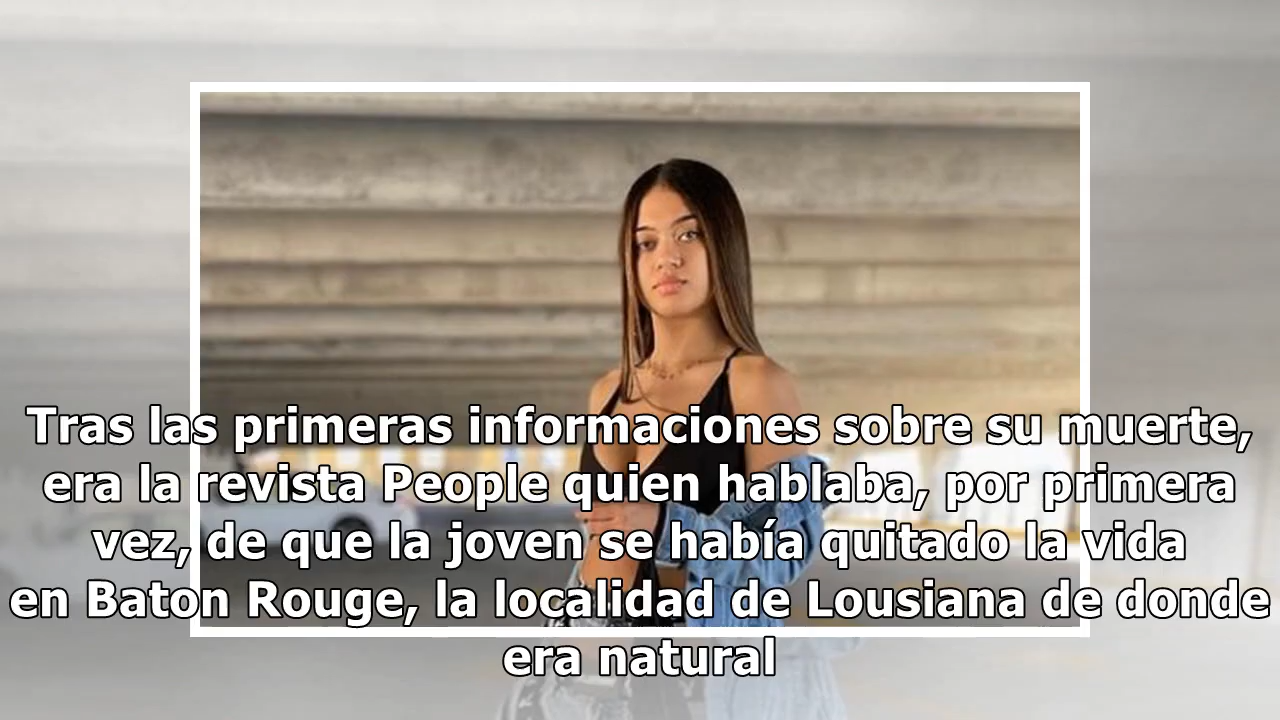 Tras las primeras informaciones sobre su muerte,
era la revista People quien hablaba, por primera
vez, de que la joven se había quitado la vida
en Baton Rouge, la localidad de Lousiana de donde
era natural